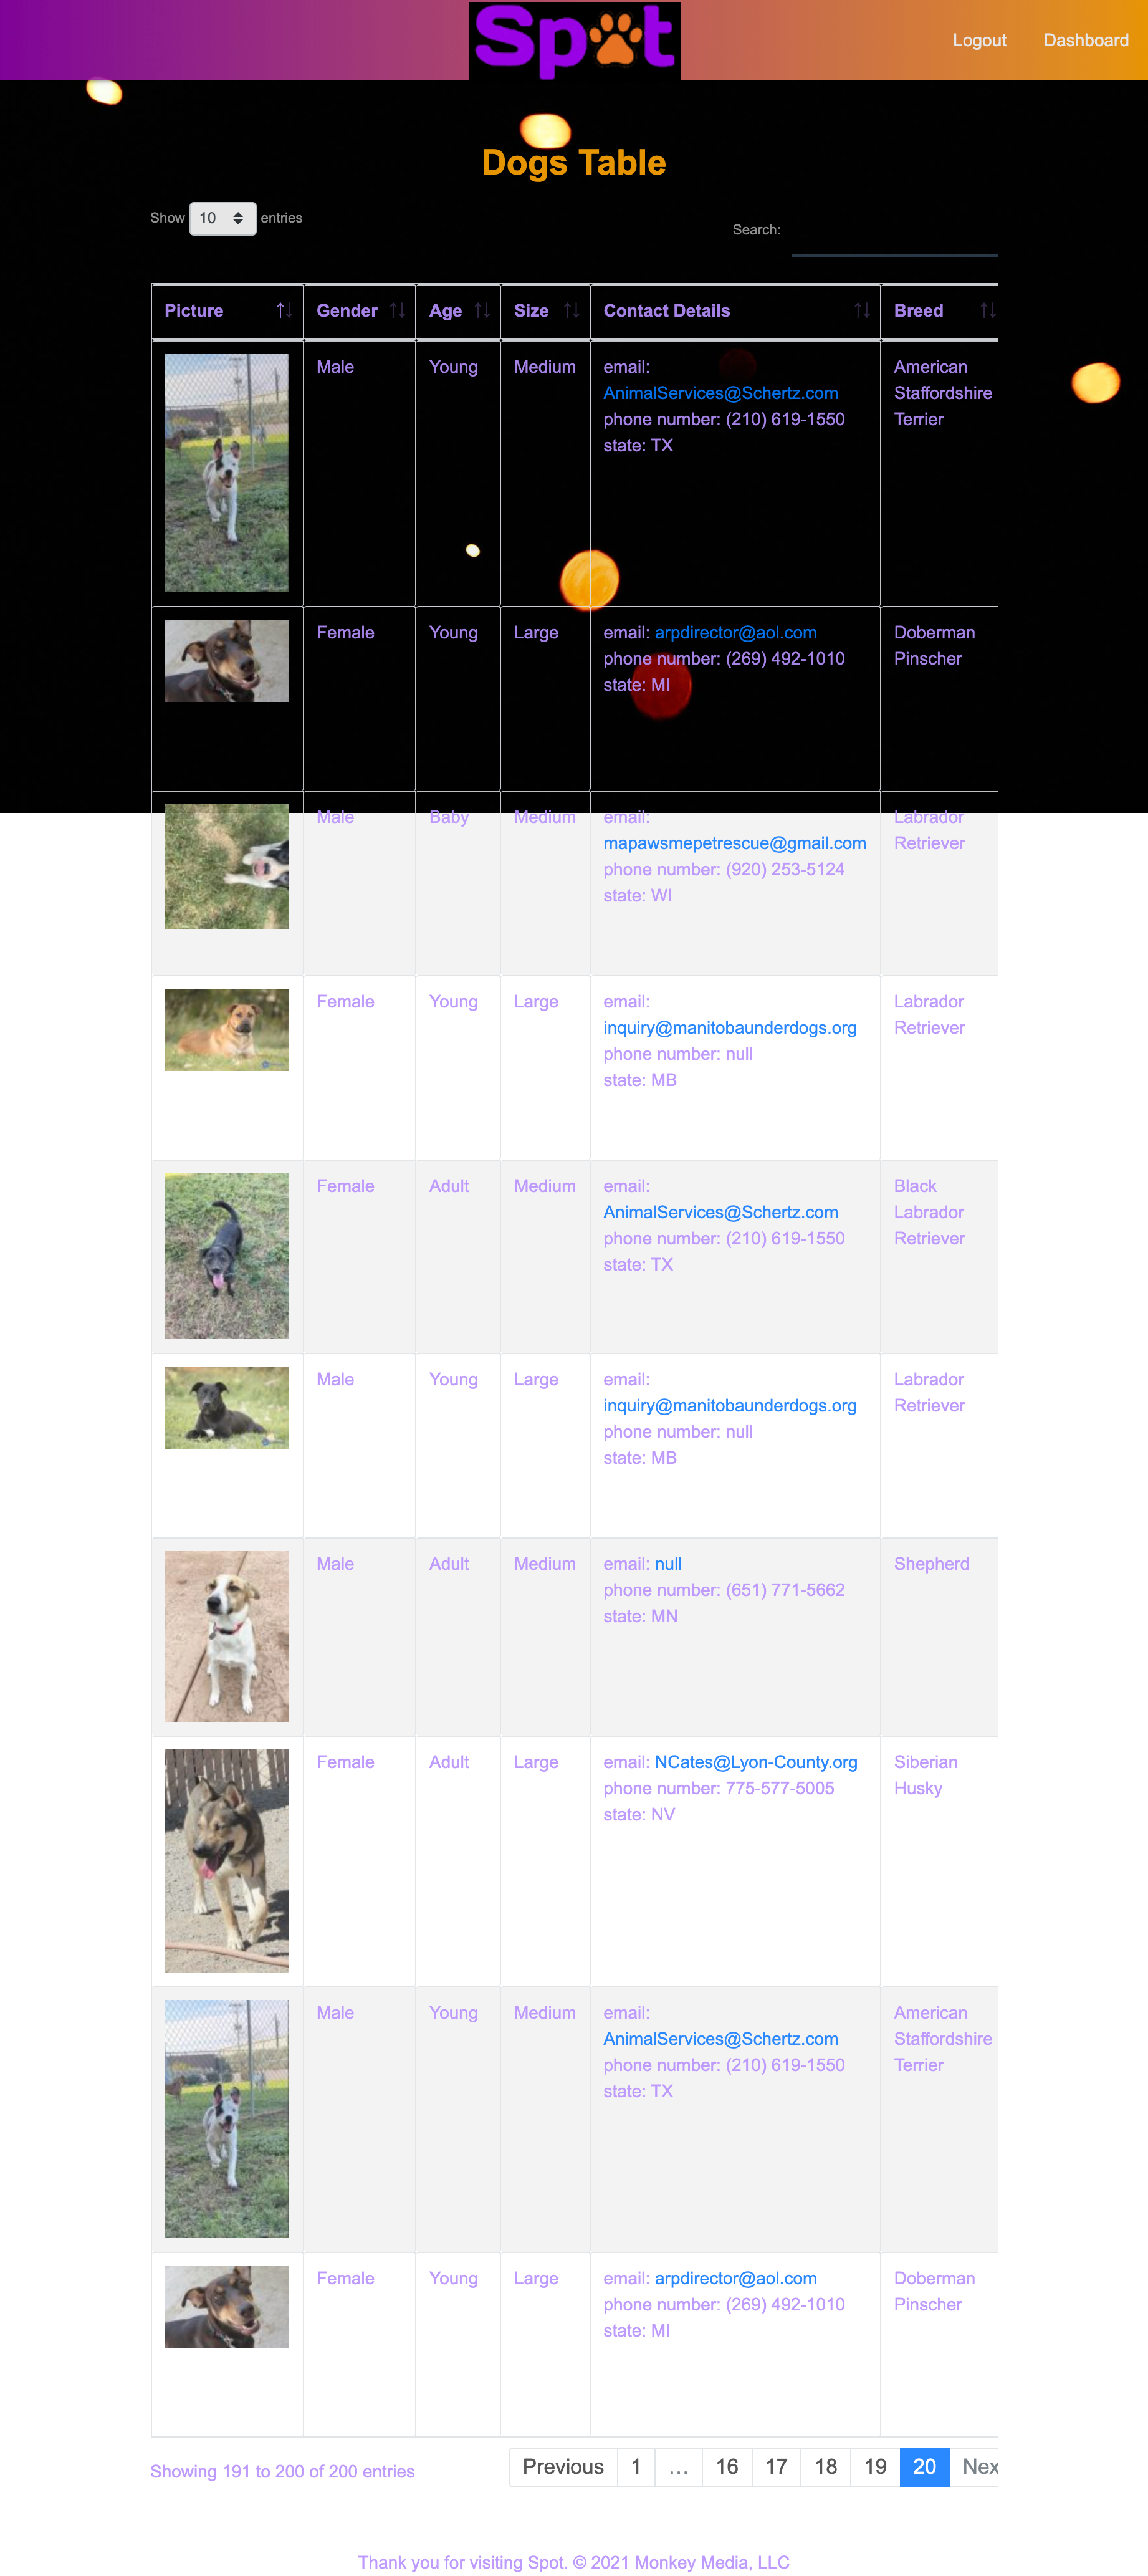 Spot
Logout Dashboard
Dogs Table
Show 10 entries
Search:
Picture Gender Age Size Contact Details Breed
Male Young Medium email: American
AnimalServices@Schertz.com Staffordshire
phone number: (210) 619-1550 Terrier
state: TX
Female Young Large email: arpdirector@aol.com Doberman
phone number: (269) 492-1010 Pinscher
state: MI
Male Baby Medium email: Labrador
mapawsmepetrescue@gmail.com Retriever
phone number: (920) 253-5124
state: WI
Female Young Large email: Labrador
inquiry@manitobaunderdogs.org Retriever
phone number: null
state: MB
Female Adult Medium email: Black
AnimalServices@Schertz.com Labrador
phone number: (210) 619-1550 Retriever
state: TX
Male Young Large email: Labrador
inquiry@manitobaunderdogs.org Retriever
phone number: null
state: MB
Male Adult Medium email: null Shepherd
phone number: (651) 771-5662
state: MN
Female Adult Large email: NCates@Lyon-County.org Siberian
phone number: 775-577-5005 Husky
state: NV
Male Young Medium email: American
AnimalServices@Schertz.com Staffordshire
phone number: (210) 619-1550 Terrier
state: TX
Female Young Large email: arpdirector@aol.com Doberman
phone number: (269) 492-1010 Pinscher
state: MI
Showing 191 to 200 of 200 entries
Previous 1 … 16 17 18 19 20 Nex
Thank you for visiting Spot. © 2021 Monkey Media, LLC